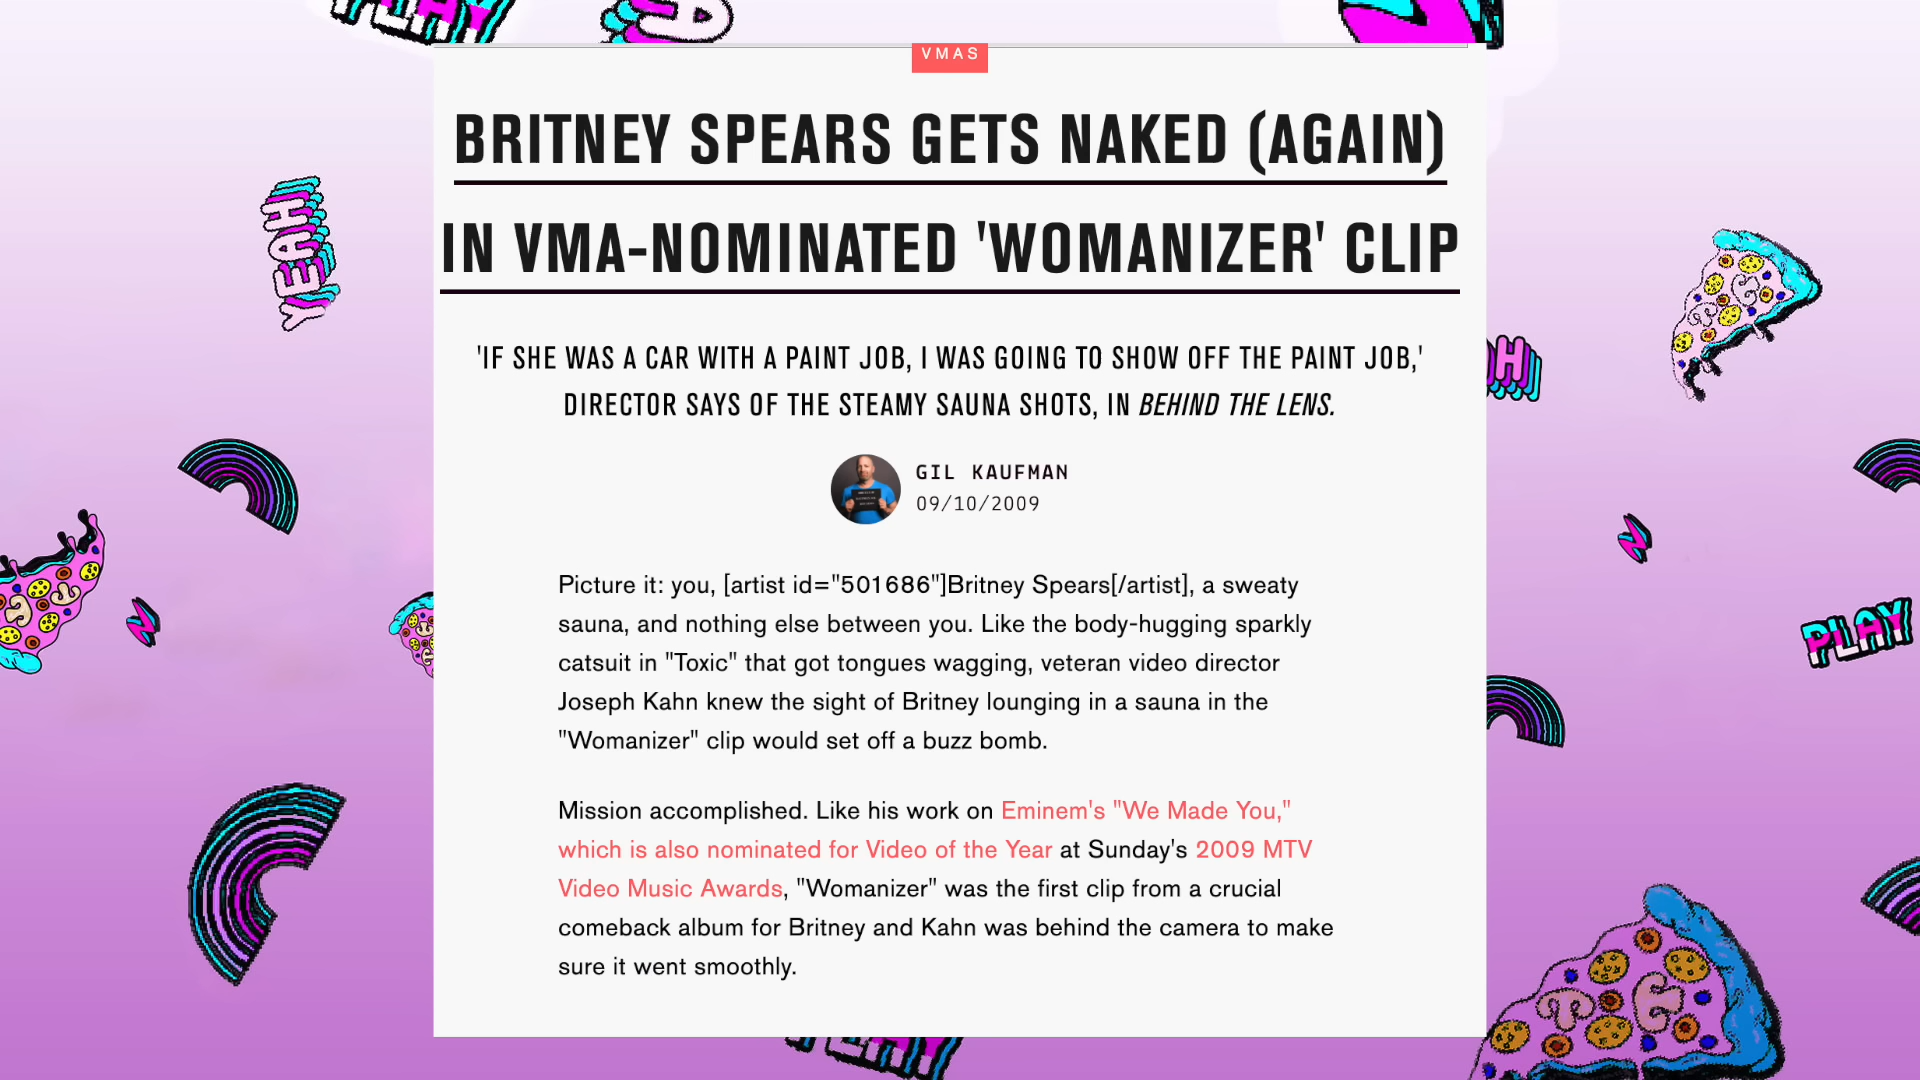 PLAY
VMAS
BRITNEY SPEARS GETS NAKED (AGAIN)
IN VMA-NOMINATED 'WOMANIZER' CLIP
YEAH
'IF SHE WAS A CAR WITH A PAINT JOB, I WAS GOING TO SHOW OFF THE PAINT JOB,'
DIRECTOR SAYS OF THE STEAMY SAUNA SHOTS, IN BEHIND THE LENS.
H
GIL KAUFMAN
09/10/2009
Picture it: you, [artist id="501686"]Britney Spears[/artist], a sweaty
sauna, and nothing else between you. Like the body-hugging sparkly
catsuit in "Toxic" that got tongues wagging, veteran video director
Joseph Kahn knew the sight of Britney lounging in a sauna in the
"Womanizer" clip would set off a buzz bomb.
PLAY
Mission accomplished. Like his work on Eminem's "We Made You,"
which is also nominated for Video of the Year at Sunday's 2009 MTV
Video Music Awards, "Womanizer" was the first clip from a crucial
comeback album for Britney and Kahn was behind the camera to make
sure it went smoothly.
PLAY